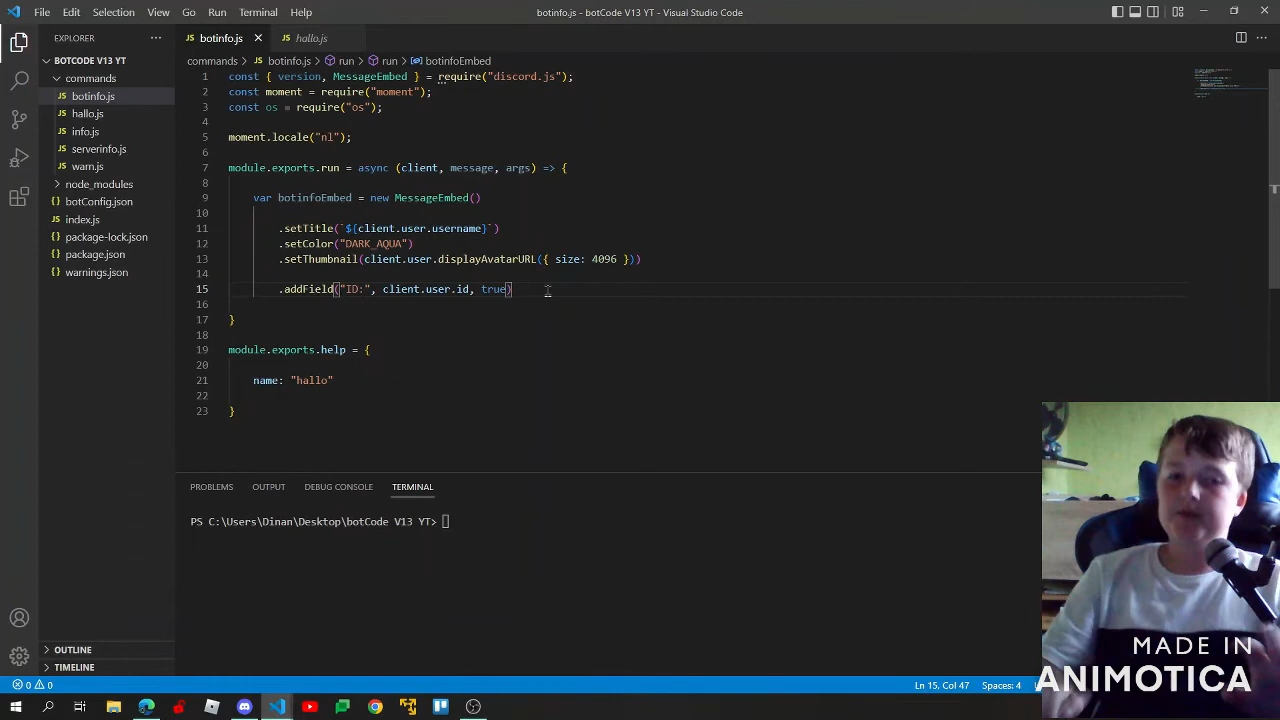 File Edit Selection View Go Run Terminal Help
botinfo.js - botCode V13 YT - Visual Studio Code
EXPLORER
BOTCODE V13 YT
commands
botinfo.js
hallo.js
info.js
serverinfo.js
warn.js
node_modules
botConfig.json
index.js
package-lock.json
package.json
warnings.json
OUTLINE
TIMELINE
botinfo.js
hallo.js
commands > botinfo.js > run > run > botinfoEmbed
1 const { version, MessageEmbed } = require("discord.js");
2 const moment = require("moment");
3 const os = require("os");
4
5 moment.locale("nl");
6
7 module.exports.run = async (client, message, args) => {
8
9 var botinfoEmbed = new MessageEmbed()
10
11 .setTitle(`${client.user.username}`)
12 .setColor("DARK_AQUA")
13 .setThumbnail(client.user.displayAvatarURL({ size: 4096 }))
14
15 .addField("ID:", client.user.id, true)
16
17 }
18
19 module.exports.help = {
20
21 name: "hallo"
22
23 }
PROBLEMS OUTPUT DEBUG CONSOLE TERMINAL
PS C:\Users\Dinan\Desktop\botCode V13 YT>
0 0
Ln 15, Col 47 Spaces: 4
MADE IN
ANIMOTICA